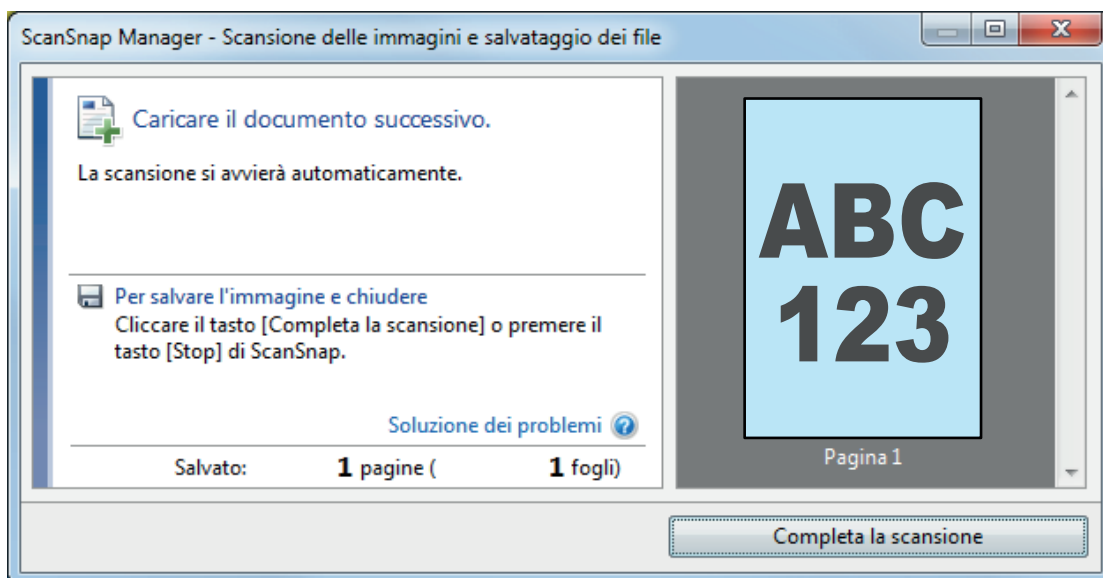 ScanSnap Manager - Scansione delle immagini e salvataggio dei file
Caricare il documento successivo.
La scansione si avvierà automaticamente.
Per salvare l'immagine e chiudere
Cliccare il tasto [Completa la scansione] o premere il
tasto [Stop] di ScanSnap.
Soluzione dei problemi
Salvato: 1 pagine ( 1 fogli)
ABC
123
Pagina 1
Completa la scansione